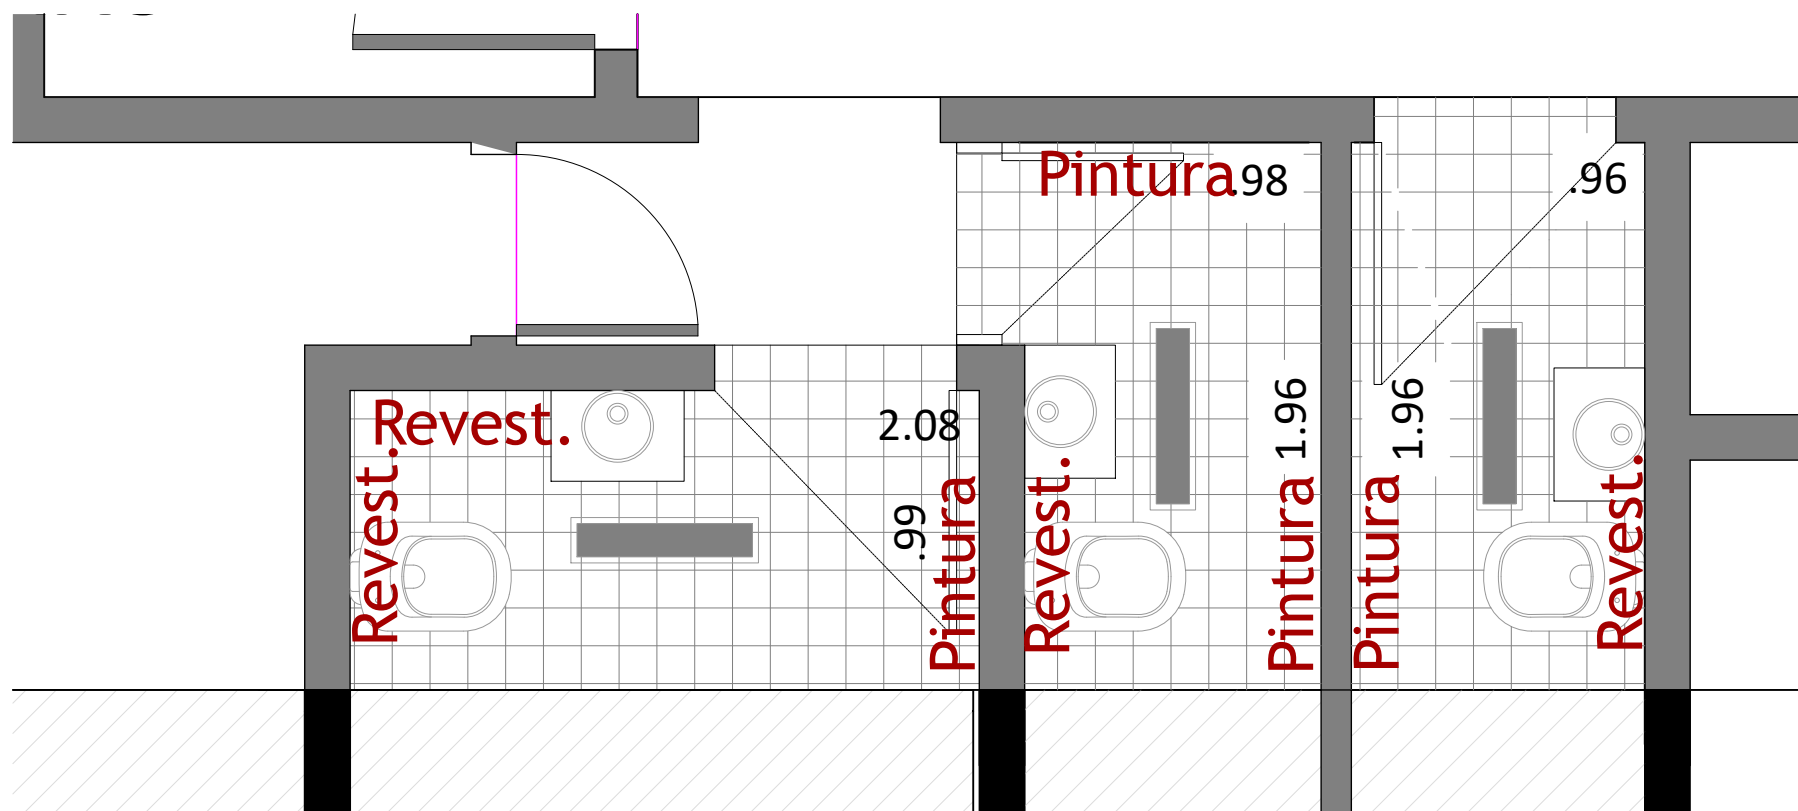 Pintura
.98
.96
Revest.
2.08
1.96
1.96
Revest.
.99
Pintura
Revest.
Pintura
Pintura
Revest.